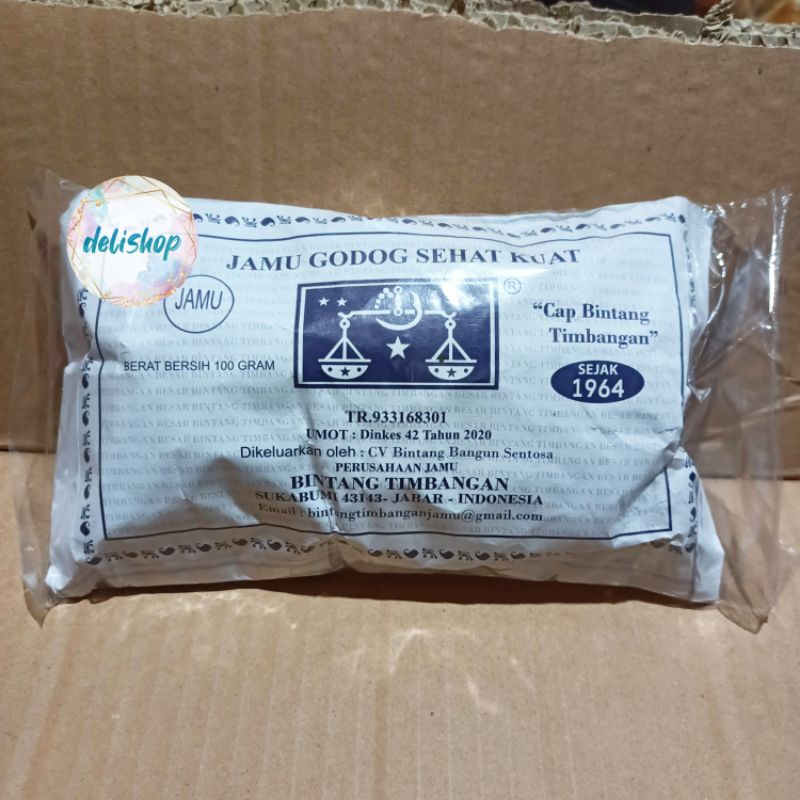 delishop
JAMU GODOG SEHAT KUAT
JAMU
®
"Cap Bintang
Timbangan"
BERAT BERSIH 100 GRAM
SEJAK
1964
TR.933168301
UMOT : Dinkes 42 Tahun 2020
Dikeluarkan oleh : CV Bintang Bangun Sentosa
PERUSAHAAN JAMU
BINTANG TIMBANGAN
SUKABUMI 43143- JABAR - INDONESIA
Email : bintangtimbanganjamu@gmail.com